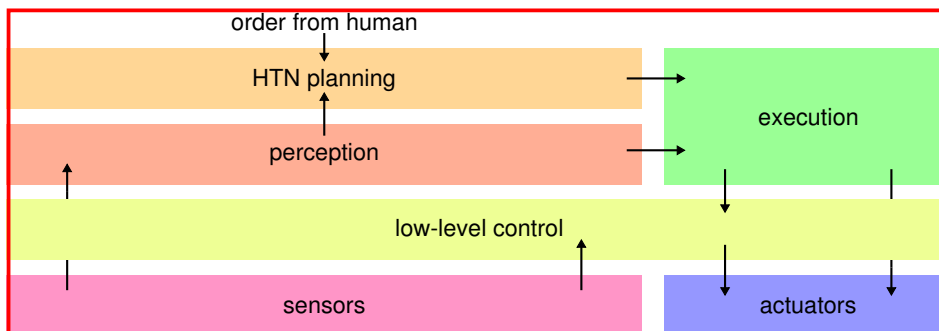 order from human
HTN planning
execution
perception
low-level control
sensors
actuators